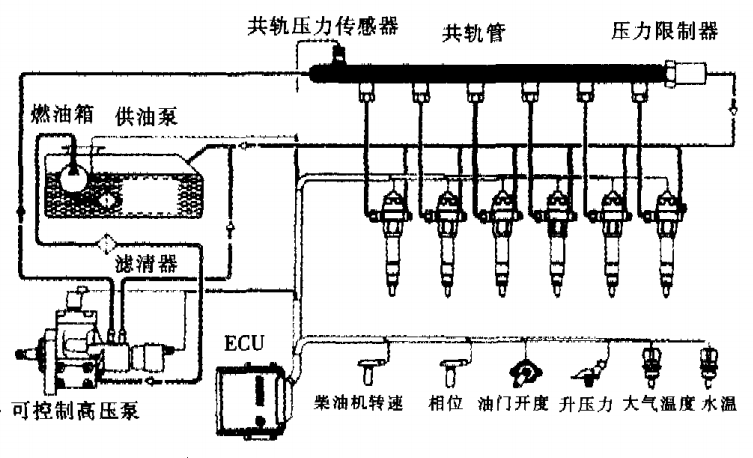 共轨压力传感器
共轨管
压力限制器
燃油箱
供油泵
滤清器
ECU
可控制高压泵
柴油机转速
相位
油门开度
升压力
大气温度
水温